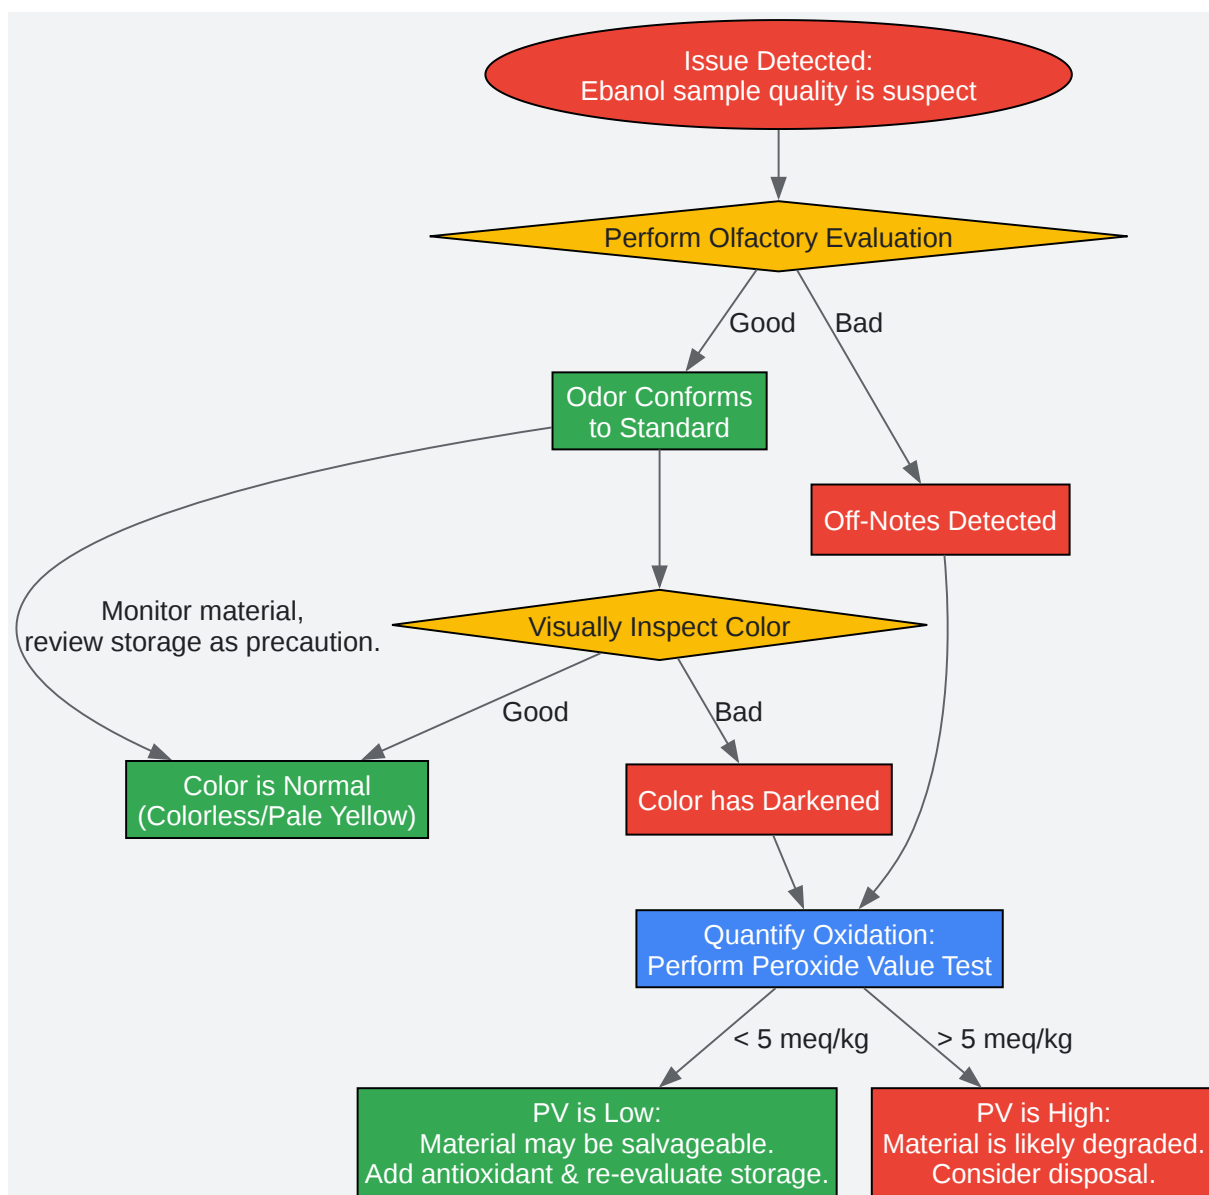 Issue Detected:
Ebanol sample quality is suspect
Perform Olfactory Evaluation
Good
Bad
Odor Conforms
to Standard
Off-Notes Detected
Monitor material,
review storage as precaution.
Visually Inspect Color
Good
Bad
Color is Normal
(Colorless/Pale Yellow)
Color has Darkened
Quantify Oxidation:
Perform Peroxide Value Test
< 5 meq/kg
> 5 meq/kg
PV is Low:
Material may be salvageable.
Add antioxidant & re-evaluate storage.
PV is High:
Material is likely degraded.
Consider disposal.